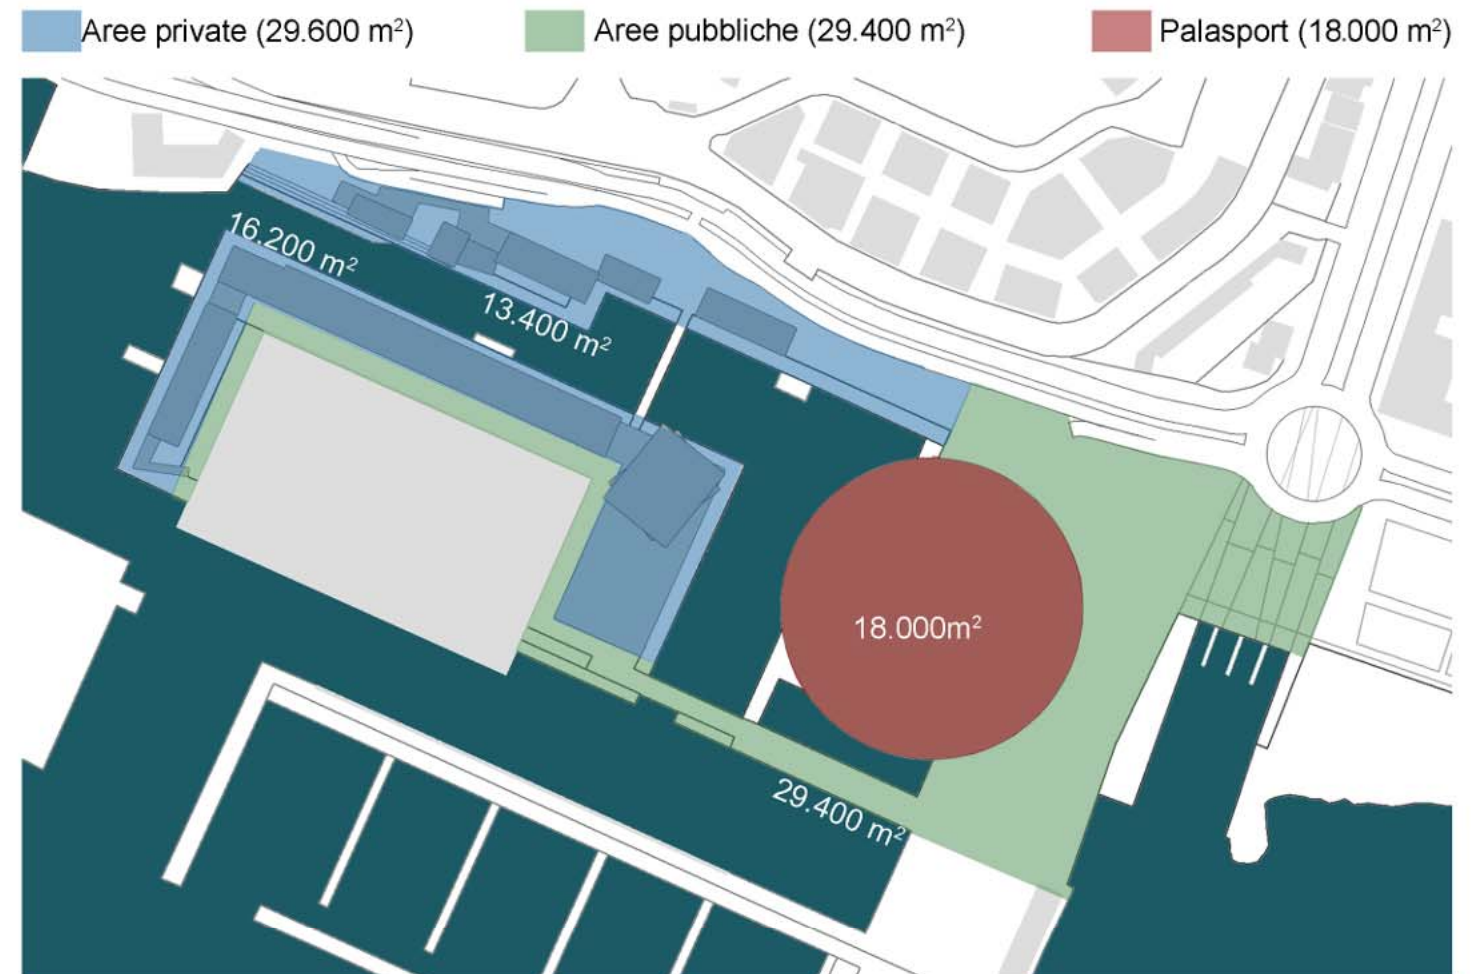 Aree private (29.600 m²)
Aree pubbliche (29.400 m²)
Palasport (18.000 m²)
16.200 m²
13.400 m²
18.000m²
29.400 m²